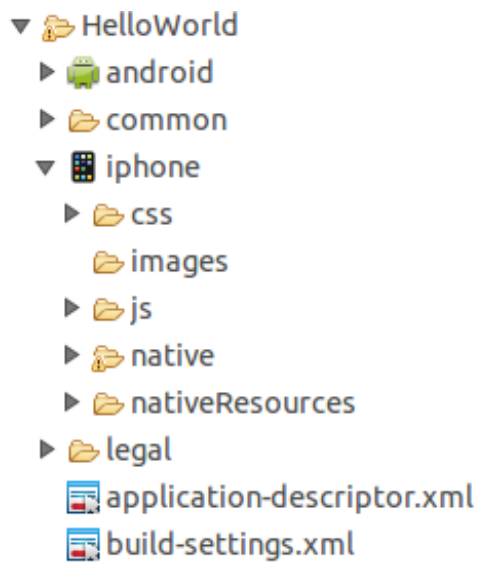 HelloWorld
android
common
iphone
css
images
js
native
nativeResources
legal
application-descriptor.xml
build-settings.xml